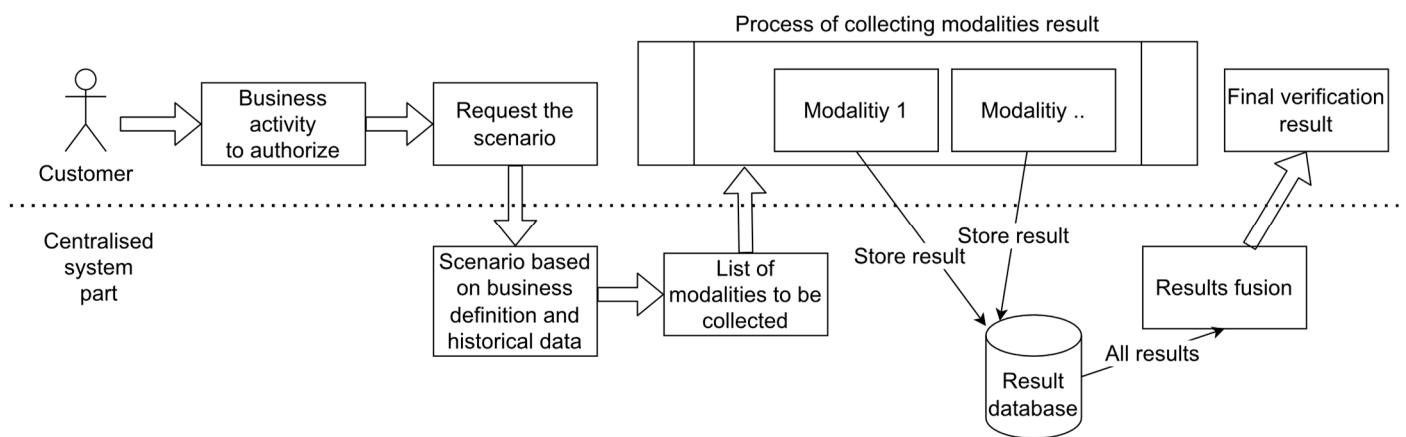 Process of collecting modalities result
Customer
Business
activity
to authorize
Request the
scenario
Modalitiy 1
Modalitiy ..
Final verification
result
Centralised
system
part
Scenario based
on business
definition and
historical data
List of
modalities to be
collected
Store result
Store result
Result
database
All results
Results fusion